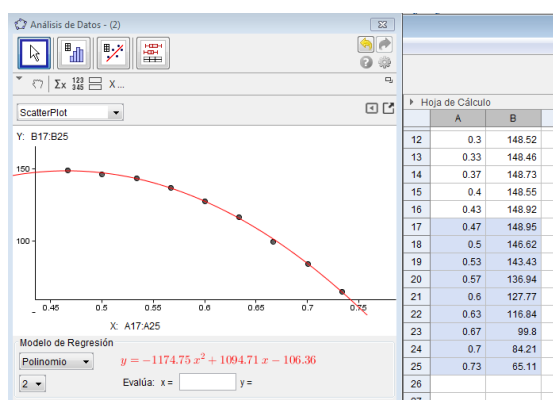 Análisis de Datos - (2)
Σx 123 345 X ...
ScatterPlot
Y: B17:B25
150
100
0.45 0.5 0.55 0.6 0.65 0.7 0.75
X: A17:A25
Modelo de Regresión
Polinomio y = −1174.75 x² + 1094.71 x − 106.36
2 Evalúa: x = y =
Hoja de Cálculo
A B
12 0.3 148.52
13 0.33 148.46
14 0.37 148.73
15 0.4 148.55
16 0.43 148.92
17 0.47 148.95
18 0.5 146.62
19 0.53 143.43
20 0.57 136.94
21 0.6 127.77
22 0.63 116.84
23 0.67 99.8
24 0.7 84.21
25 0.73 65.11
26